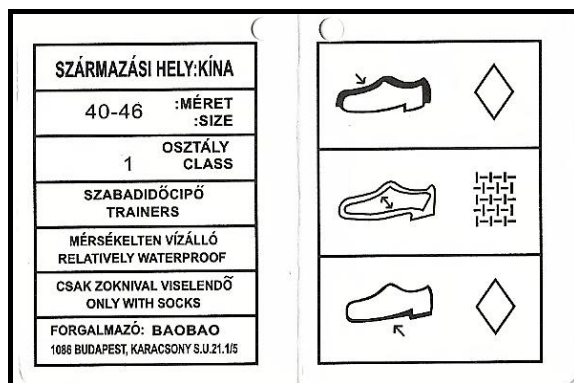 SZÁRMAZÁSI HELY:KÍNA
40-46 :MÉRET
:SIZE
OSZTÁLY
1 CLASS
SZABADIDŐCIPŐ
TRAINERS
MÉRSÉKELTEN VÍZÁLLÓ
RELATIVELY WATERPROOF
CSAK ZOKNIVAL VISELENDŐ
ONLY WITH SOCKS
FORGALMAZÓ: BAOBAO
1086 BUDAPEST, KARACSONY S.U.21.1/5